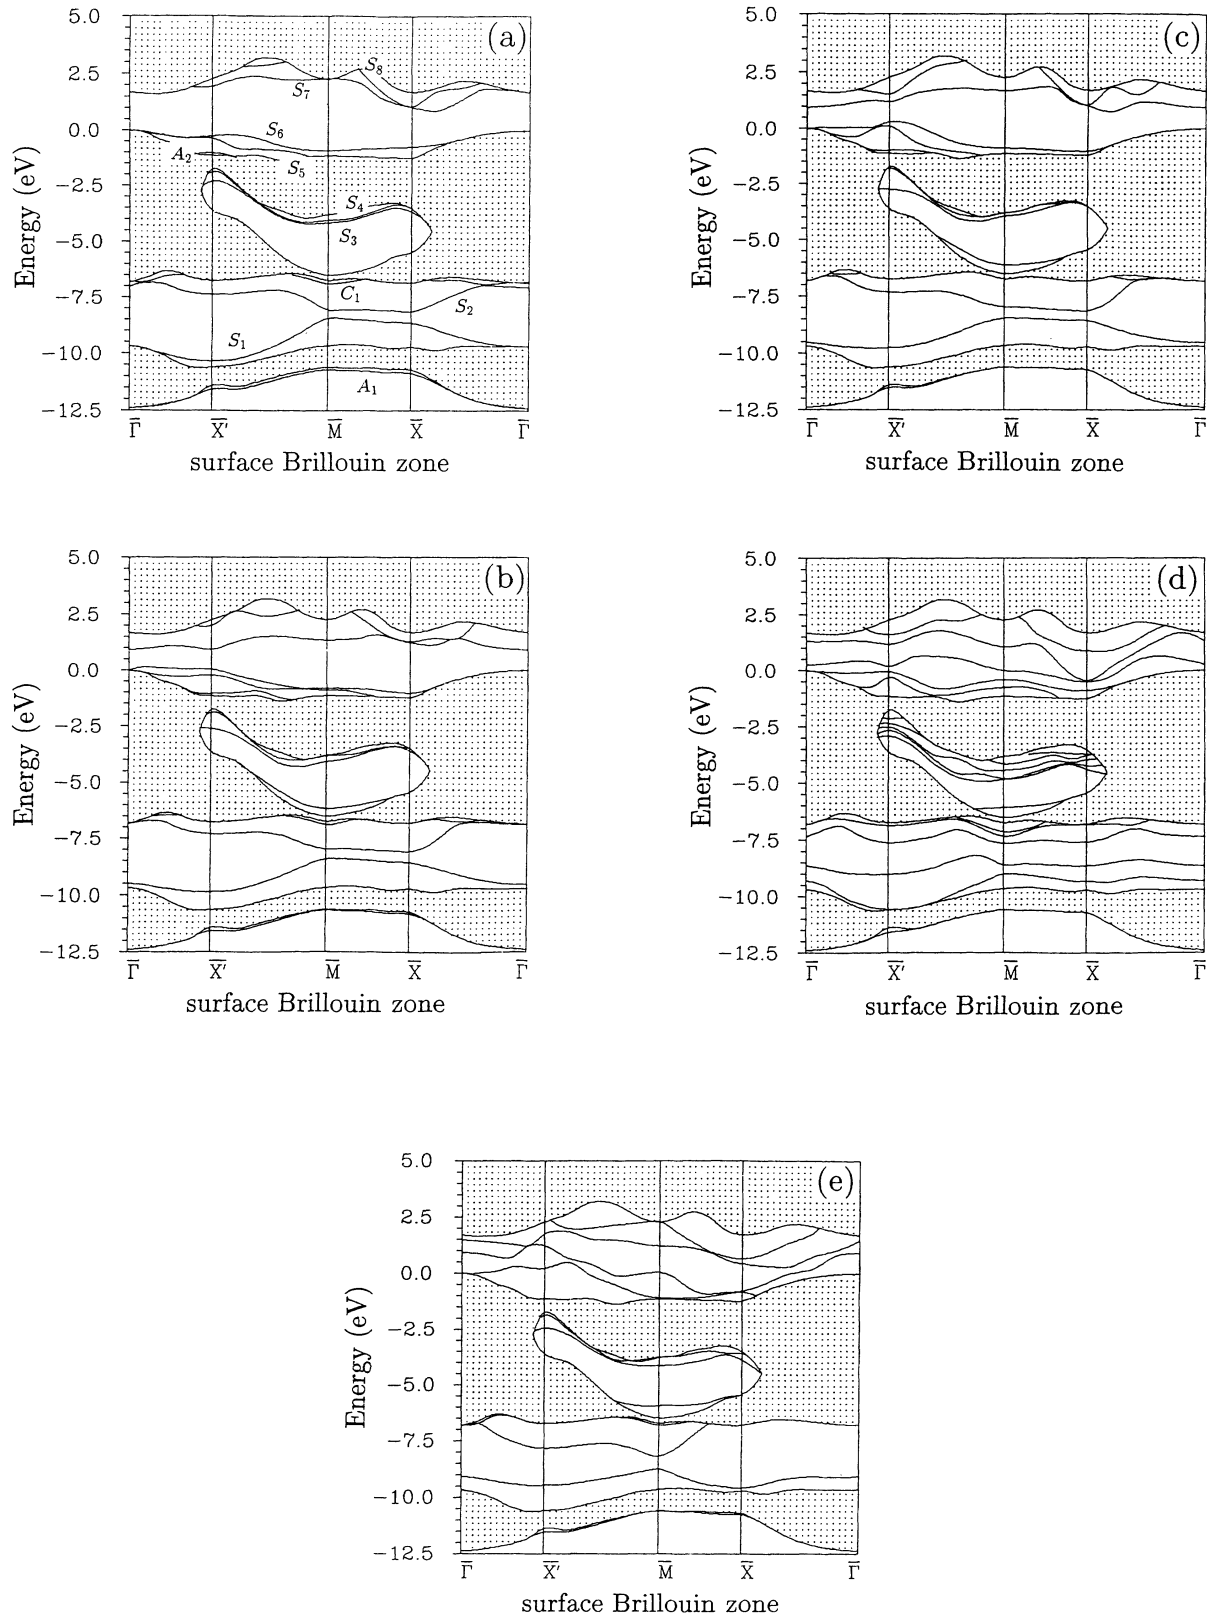 (a)
5.0
2.5
0.0
−2.5
−5.0
−7.5
−10.0
−12.5
Energy (eV)
S8
S7
S6
A2
S5
S4
S3
C1
S2
S1
A1
Γ̅ X̅′ M̅ X̅ Γ̅
surface Brillouin zone
(c)
5.0
2.5
0.0
−2.5
−5.0
−7.5
−10.0
−12.5
Energy (eV)
Γ̅ X̅′ M̅ X̅ Γ̅
surface Brillouin zone
(b)
5.0
2.5
0.0
−2.5
−5.0
−7.5
−10.0
−12.5
Energy (eV)
Γ̅ X̅′ M̅ X̅ Γ̅
surface Brillouin zone
(d)
5.0
2.5
0.0
−2.5
−5.0
−7.5
−10.0
−12.5
Energy (eV)
Γ̅ X̅′ M̅ X̅ Γ̅
surface Brillouin zone
(e)
5.0
2.5
0.0
−2.5
−5.0
−7.5
−10.0
−12.5
Energy (eV)
Γ̅ X̅′ M̅ X̅ Γ̅
surface Brillouin zone